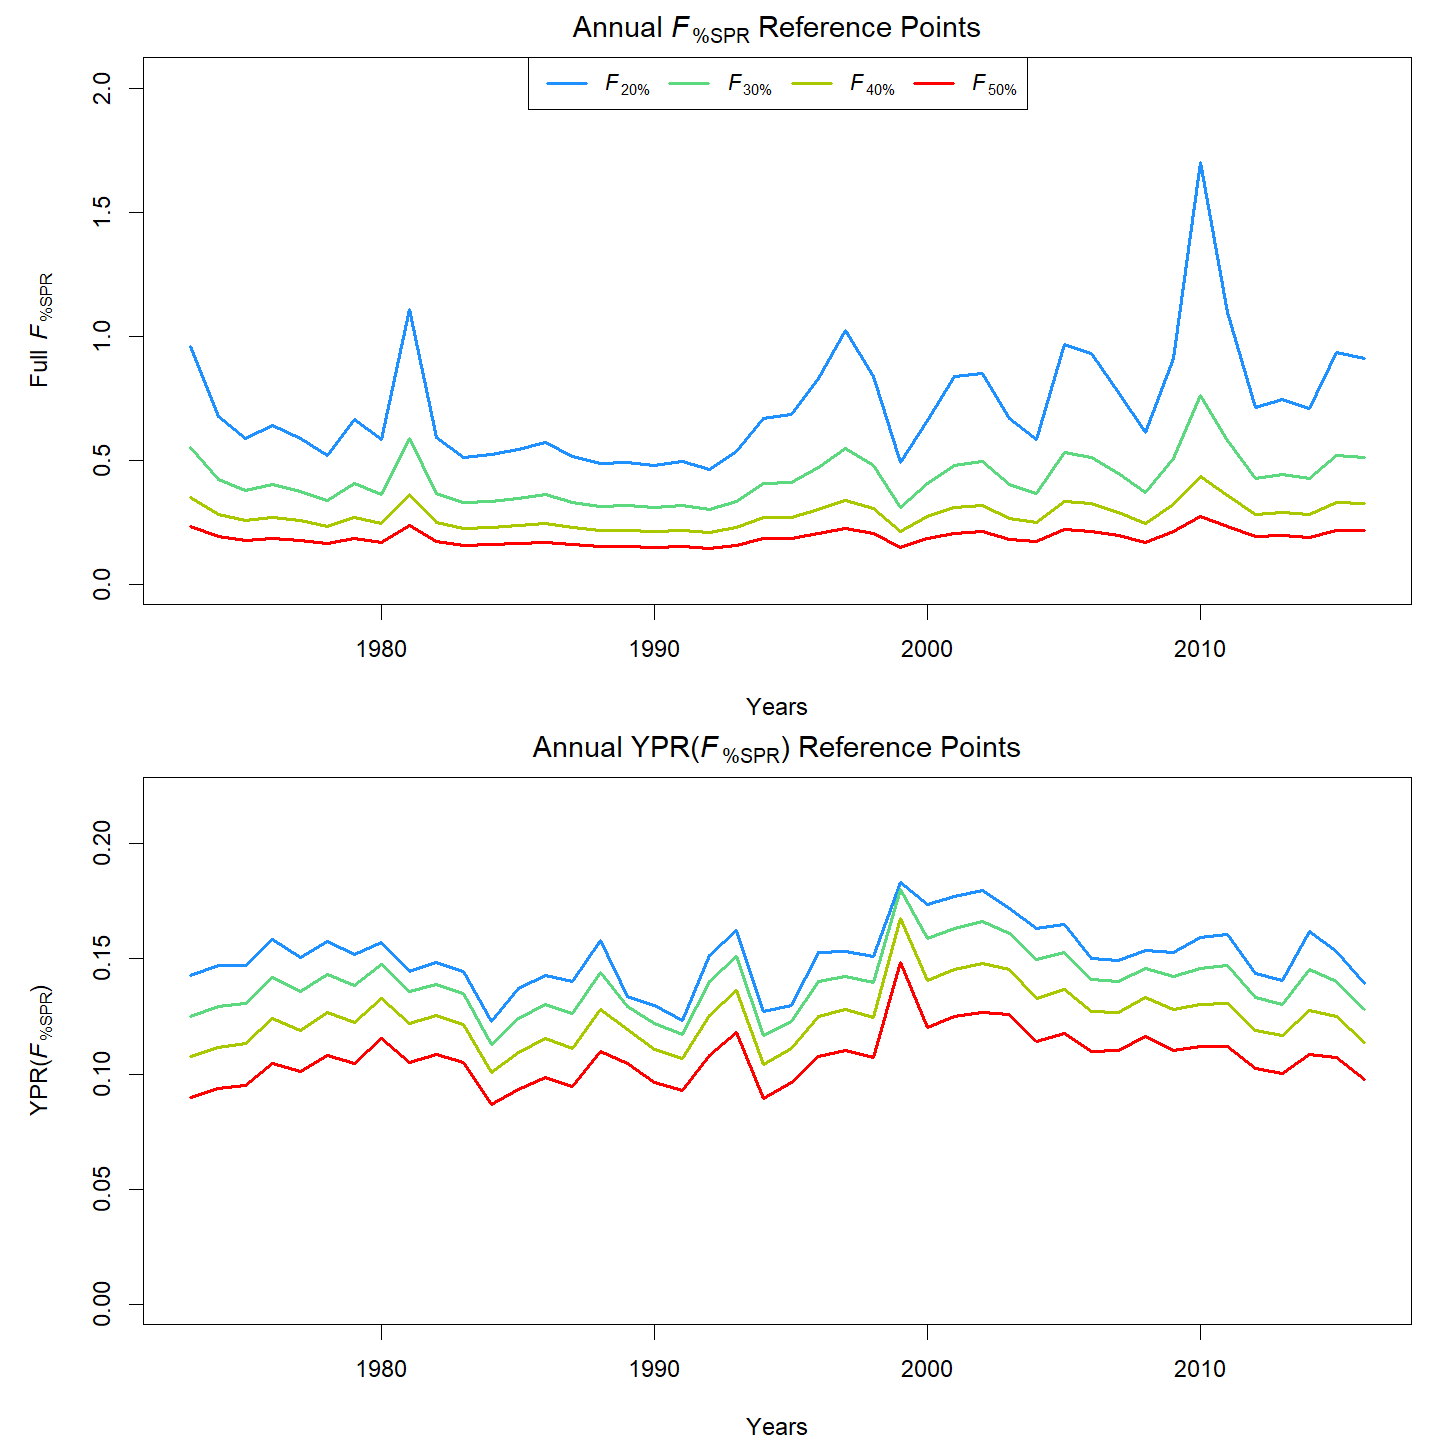 Annual F%SPR Reference Points
F20% F30% F40% F50%
2.0
1.5
1.0
0.5
0.0
Full F%SPR
1980 1990 2000 2010
Years
Annual YPR(F%SPR) Reference Points
0.20
0.15
0.10
0.05
0.00
YPR(F%SPR)
1980 1990 2000 2010
Years